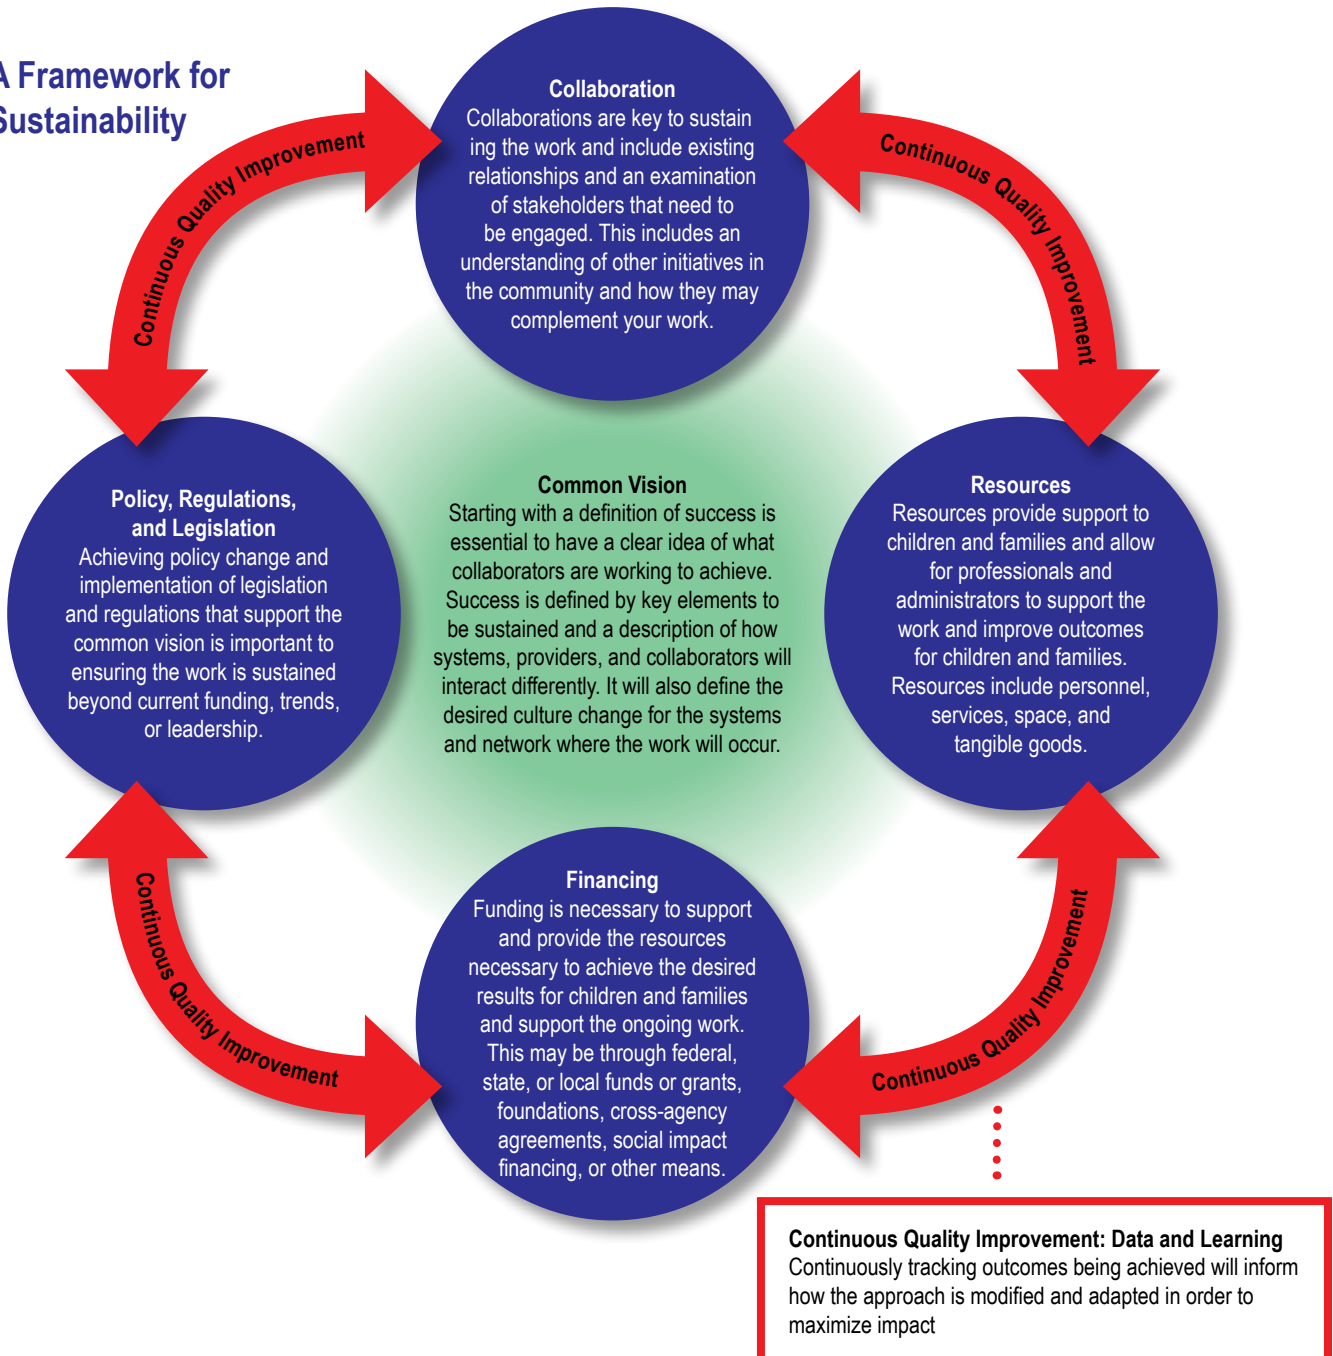 A Framework for
Sustainability
Collaboration
Collaborations are key to sustain
ing the work and include existing
relationships and an examination
of stakeholders that need to
be engaged. This includes an
understanding of other initiatives in
the community and how they may
complement your work.
Continuous Quality Improvement
Continuous Quality Improvement
Policy, Regulations,
and Legislation
Achieving policy change and
implementation of legislation
and regulations that support the
common vision is important to
ensuring the work is sustained
beyond current funding, trends,
or leadership.
Common Vision
Starting with a definition of success is
essential to have a clear idea of what
collaborators are working to achieve.
Success is defined by key elements to
be sustained and a description of how
systems, providers, and collaborators will
interact differently. It will also define the
desired culture change for the systems
and network where the work will occur.
Resources
Resources provide support to
children and families and allow
for professionals and
administrators to support the
work and improve outcomes
for children and families.
Resources include personnel,
services, space, and
tangible goods.
Continuous Quality Improvement
Continuous Quality Improvement
Financing
Funding is necessary to support
and provide the resources
necessary to achieve the desired
results for children and families
and support the ongoing work.
This may be through federal,
state, or local funds or grants,
foundations, cross-agency
agreements, social impact
financing, or other means.
Continuous Quality Improvement: Data and Learning
Continuously tracking outcomes being achieved will inform
how the approach is modified and adapted in order to
maximize impact